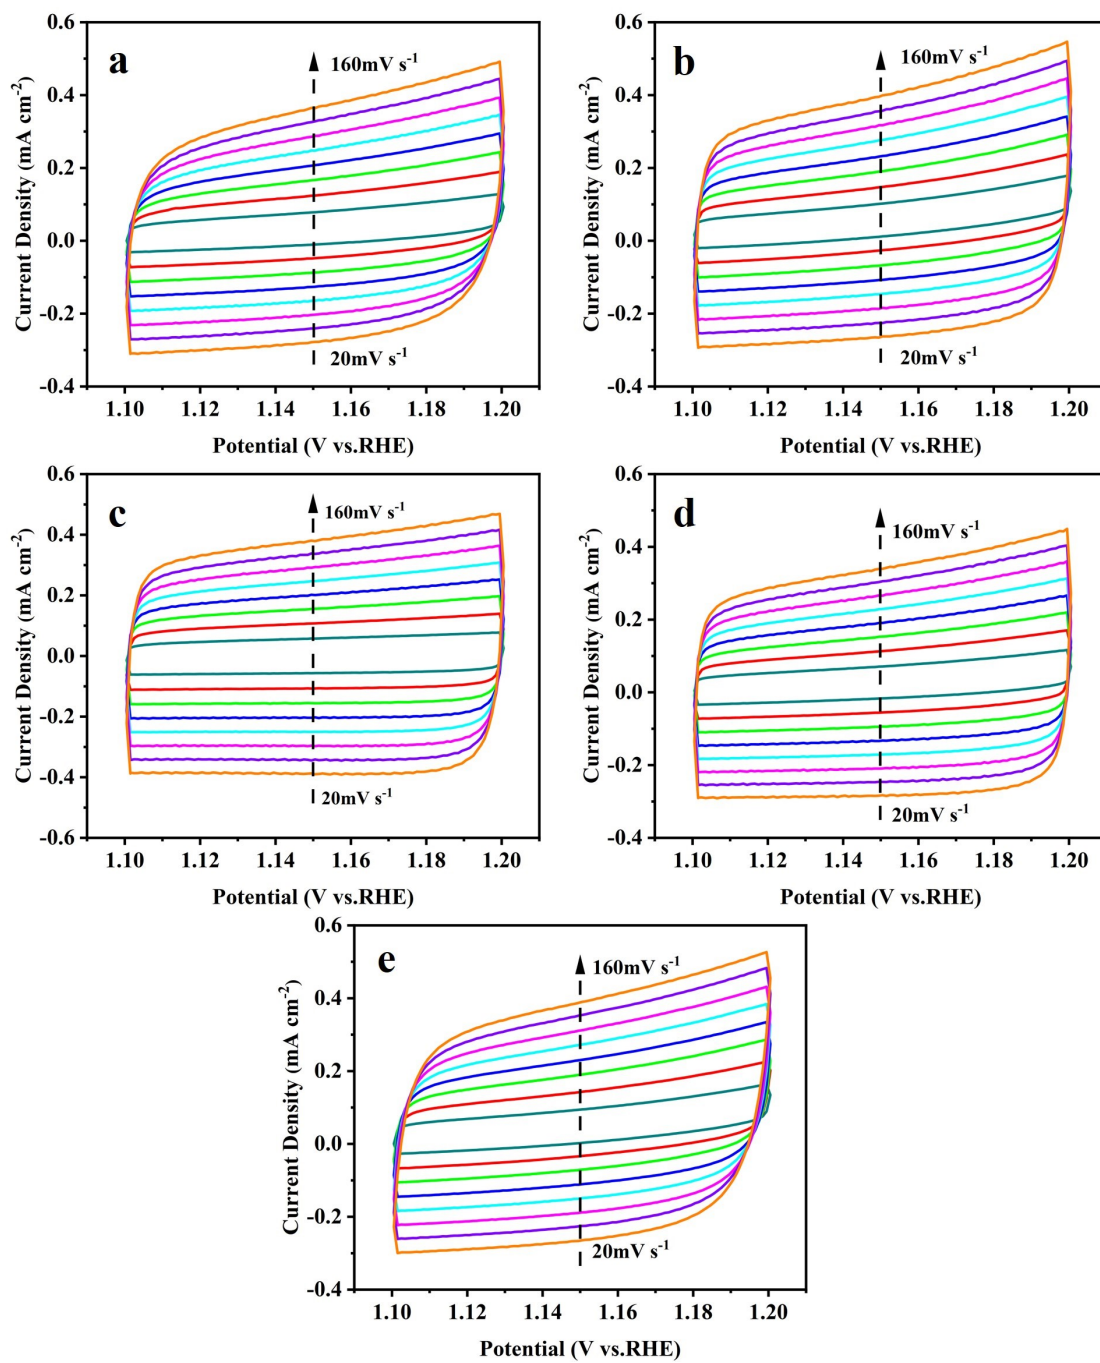 a
160mV s⁻¹
20mV s⁻¹
0.6
0.4
0.2
0.0
-0.2
-0.4
Current Density (mA cm⁻²)
1.10 1.12 1.14 1.16 1.18 1.20
Potential (V vs.RHE)
b
160mV s⁻¹
20mV s⁻¹
0.6
0.4
0.2
0.0
-0.2
-0.4
Current Density (mA cm⁻²)
1.10 1.12 1.14 1.16 1.18 1.20
Potential (V vs.RHE)
c
160mV s⁻¹
20mV s⁻¹
0.6
0.4
0.2
0.0
-0.2
-0.4
-0.6
Current Density (mA cm⁻²)
1.10 1.12 1.14 1.16 1.18 1.20
Potential (V vs.RHE)
d
160mV s⁻¹
20mV s⁻¹
0.6
0.4
0.2
0.0
-0.2
-0.4
Current Density (mA cm⁻²)
1.10 1.12 1.14 1.16 1.18 1.20
Potential (V vs.RHE)
e
160mV s⁻¹
20mV s⁻¹
0.6
0.4
0.2
0.0
-0.2
-0.4
Current Density (mA cm⁻²)
1.10 1.12 1.14 1.16 1.18 1.20
Potential (V vs.RHE)